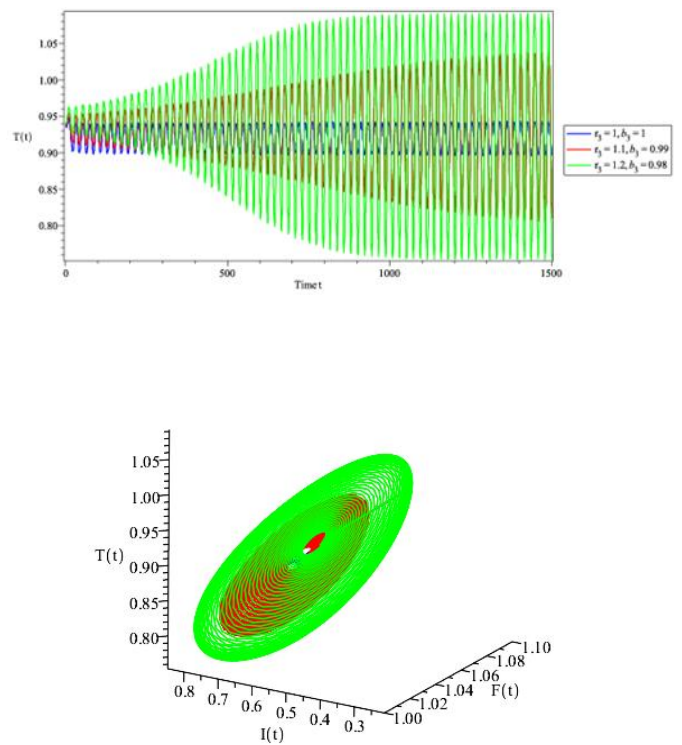 1.05
1.00
0.95
T(t)
0.90
0.85
0.80
0 500 1000 1500
Time t
r₃ = 1, b₃ = 1
r₃ = 1.1, b₃ = 0.99
r₃ = 1.2, b₃ = 0.98
1.05
1.00
0.95
T(t)
0.90
0.85
0.80
0.8 0.7 0.6 0.5 0.4 0.3
I(t)
1.00 1.02 1.04 1.06 1.08 1.10
F(t)